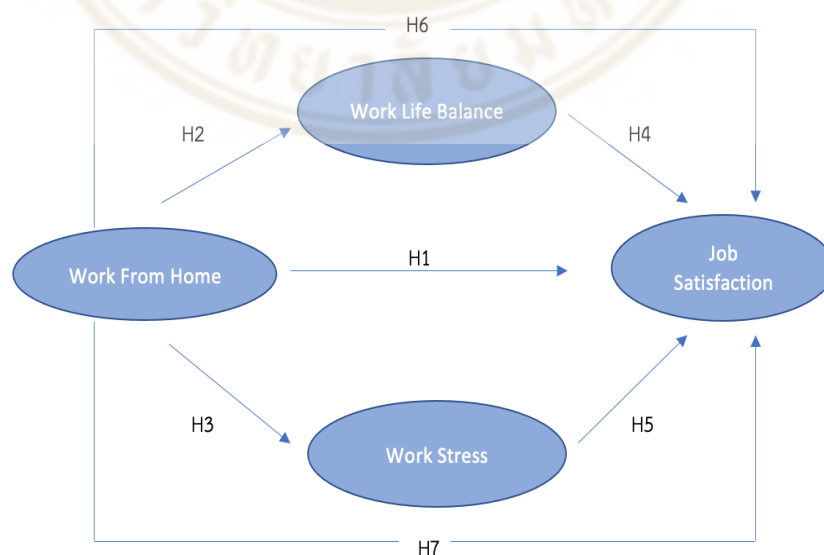 H6
Work Life Balance
H2
H4
Work From Home
H1
Job
Satisfaction
H3
H5
Work Stress
H7